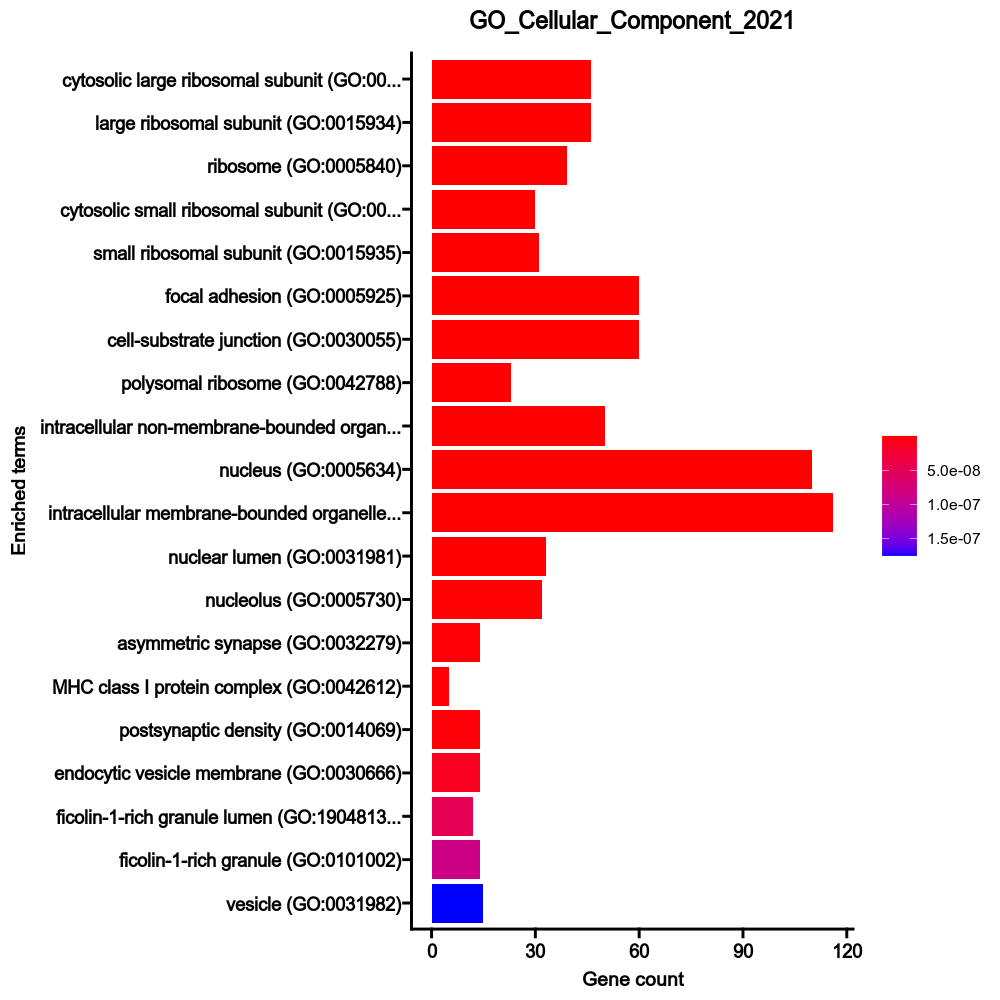 GO_Cellular_Component_2021
cytosolic large ribosomal subunit (GO:00...
large ribosomal subunit (GO:0015934)
ribosome (GO:0005840)
cytosolic small ribosomal subunit (GO:00...
small ribosomal subunit (GO:0015935)
focal adhesion (GO:0005925)
cell-substrate junction (GO:0030055)
polysomal ribosome (GO:0042788)
intracellular non-membrane-bounded organ...
nucleus (GO:0005634)
intracellular membrane-bounded organelle...
nuclear lumen (GO:0031981)
nucleolus (GO:0005730)
asymmetric synapse (GO:0032279)
MHC class I protein complex (GO:0042612)
postsynaptic density (GO:0014069)
endocytic vesicle membrane (GO:0030666)
ficolin-1-rich granule lumen (GO:1904813...
ficolin-1-rich granule (GO:0101002)
vesicle (GO:0031982)
Enriched terms
0 30 60 90 120
Gene count
5.0e-08
1.0e-07
1.5e-07